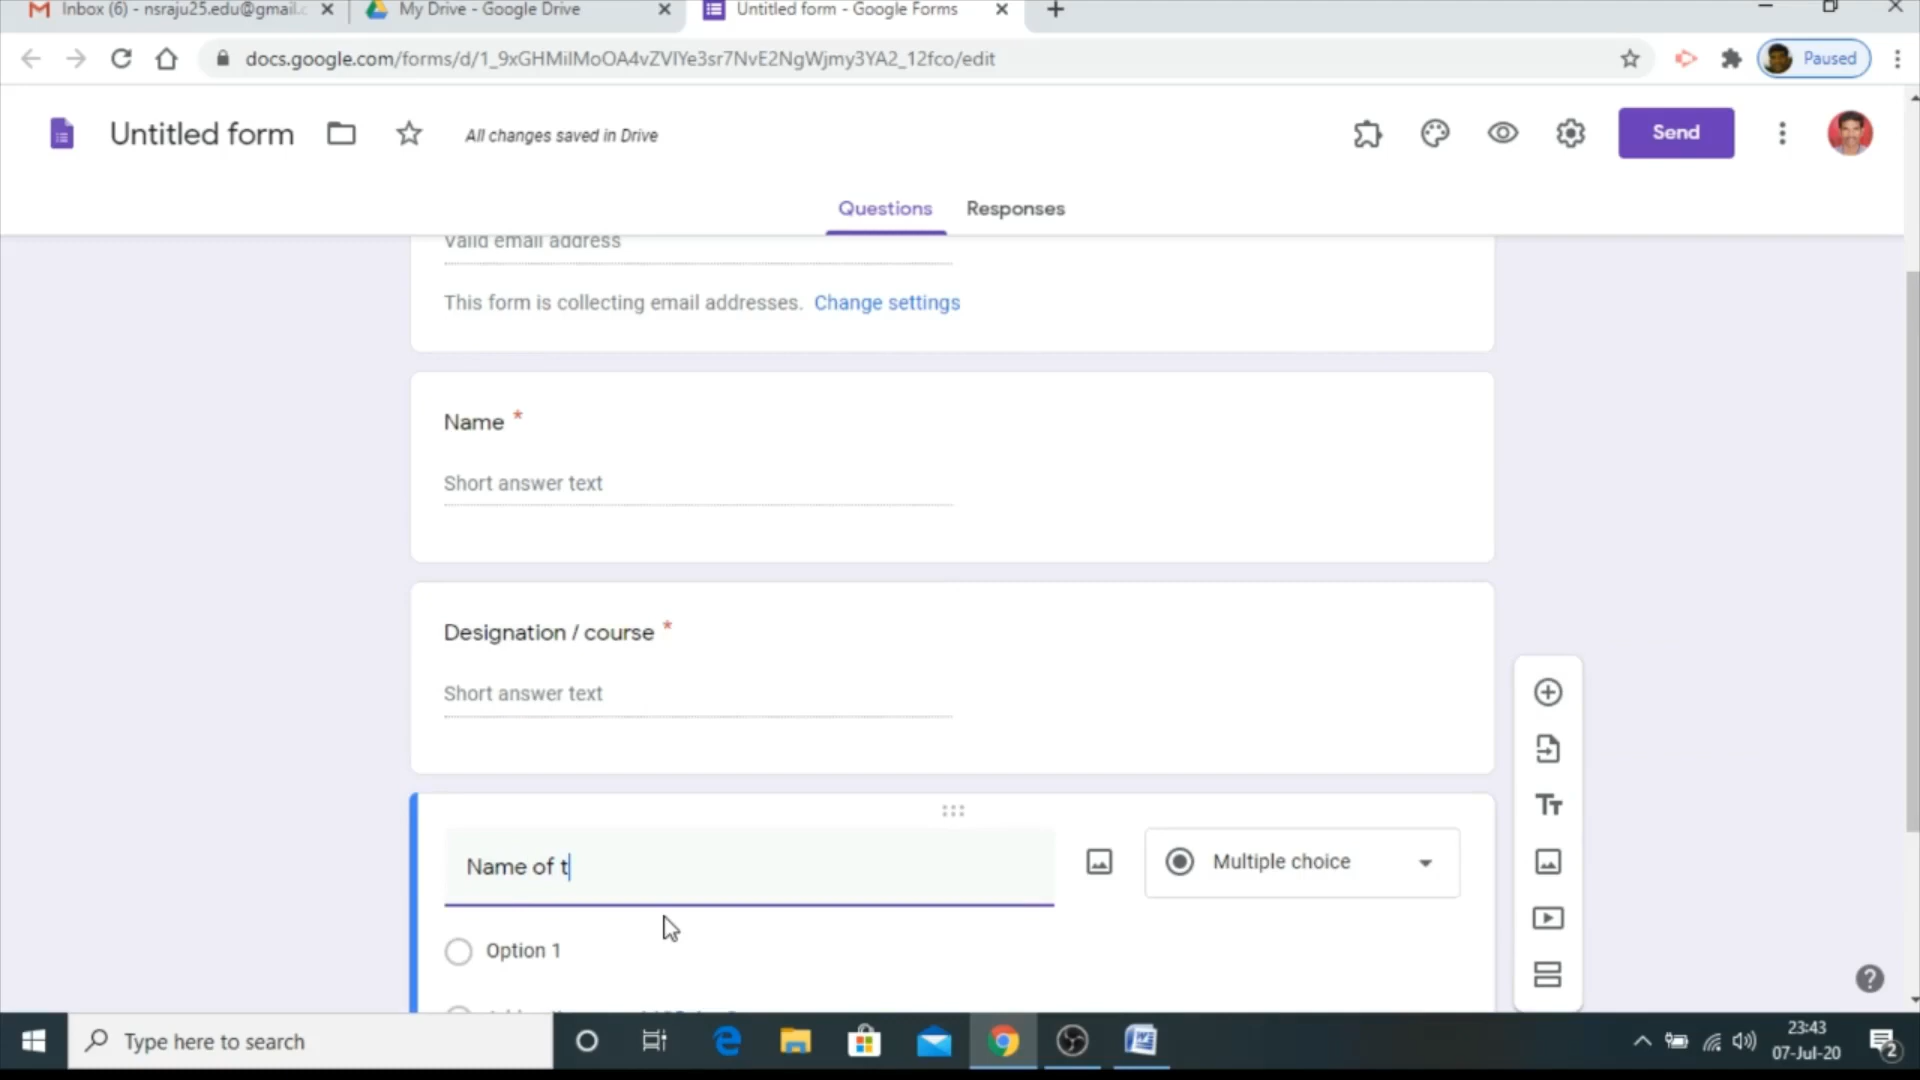 Inbox (6) - nsraju25.edu@gmail.c
My Drive - Google Drive
Untitled form - Google Forms
docs.google.com/forms/d/1_9xGHMilMoOA4vZVIYe3sr7NvE2NgWjmy3YA2_12fco/edit
Paused
Untitled form
All changes saved in Drive
Send
Questions
Responses
Valid email address
This form is collecting email addresses. Change settings
Name *
Short answer text
Designation / course *
Short answer text
Name of t
Multiple choice
Option 1
Type here to search
23:43
07-Jul-20
2